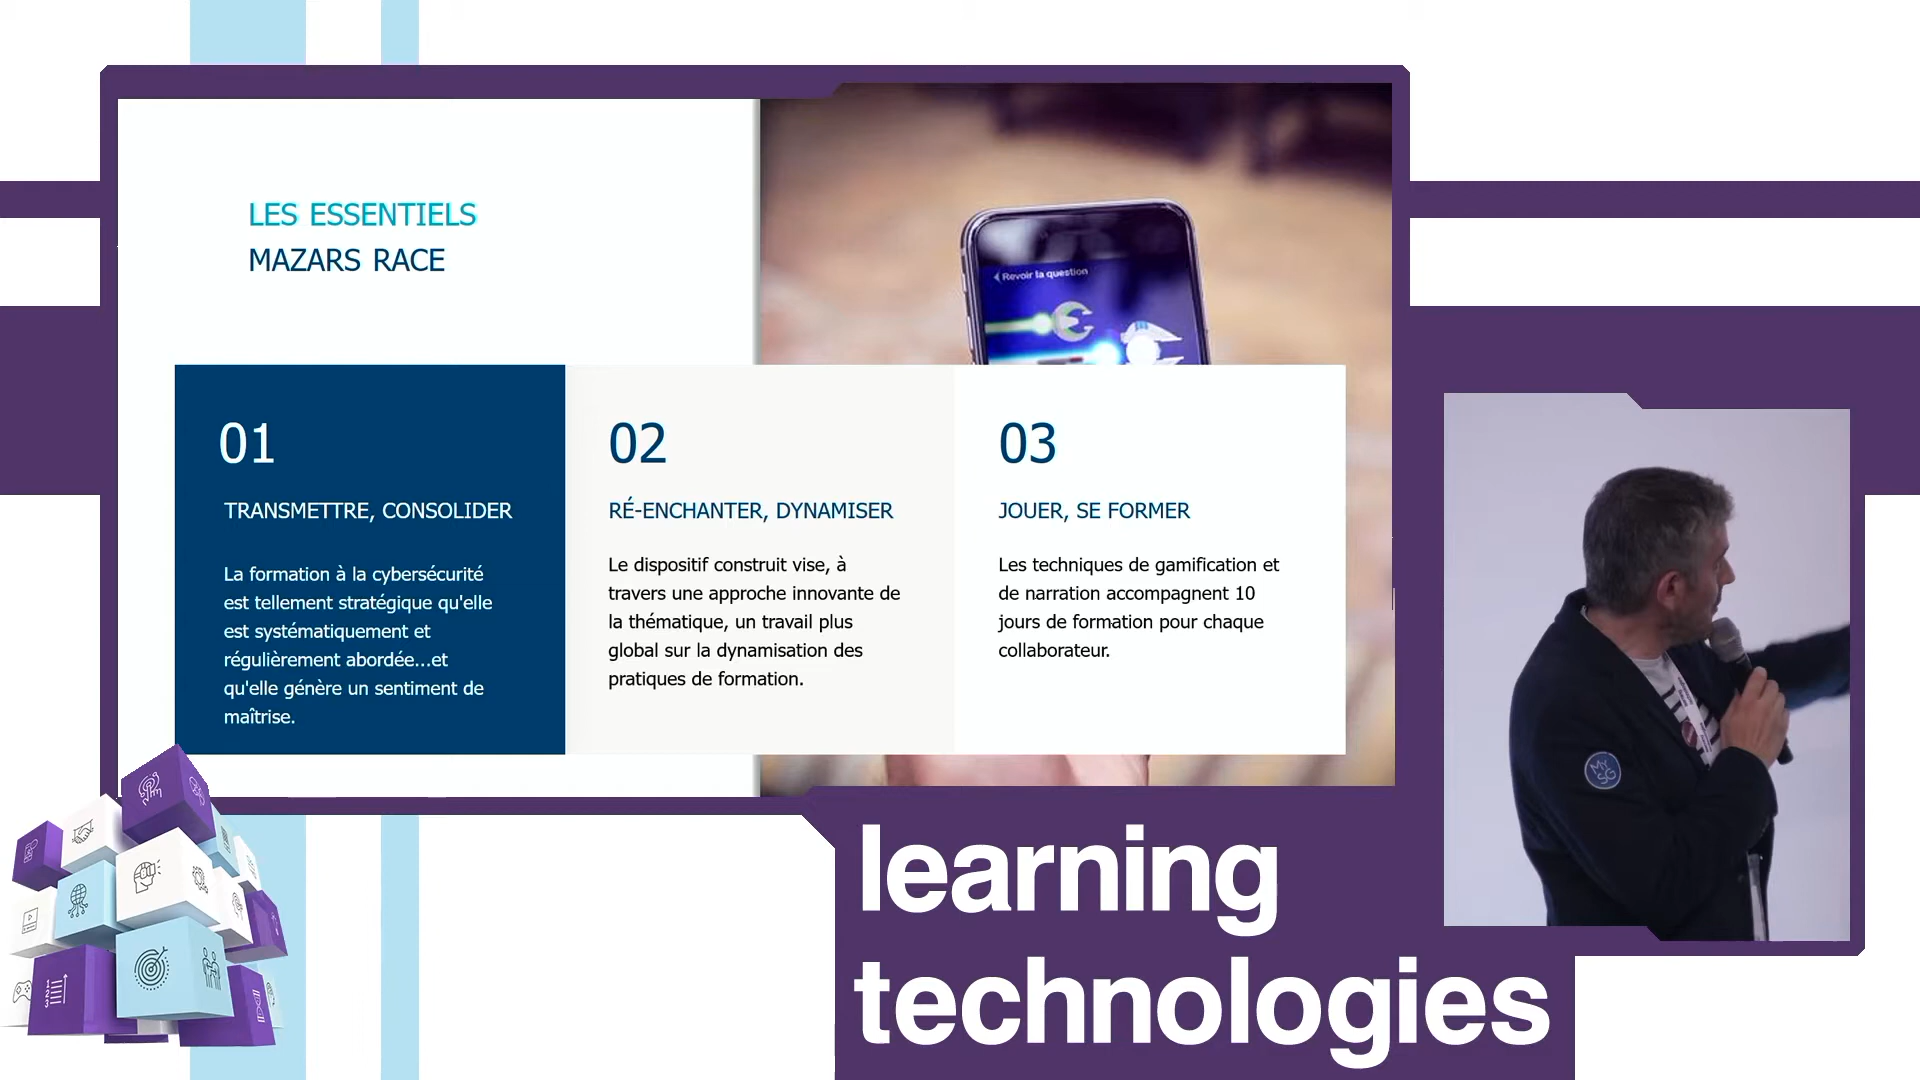 LES ESSENTIELS
MAZARS RACE
Revoir la question
01
TRANSMETTRE, CONSOLIDER
La formation à la cybersécurité
est tellement stratégique qu'elle
est systématiquement et
régulièrement abordée...et
qu'elle génère un sentiment de
maîtrise.
02
RÉ-ENCHANTER, DYNAMISER
Le dispositif construit vise, à
travers une approche innovante de
la thématique, un travail plus
global sur la dynamisation des
pratiques de formation.
03
JOUER, SE FORMER
Les techniques de gamification et
de narration accompagnent 10
jours de formation pour chaque
collaborateur.
MY
SG
learning
technologies